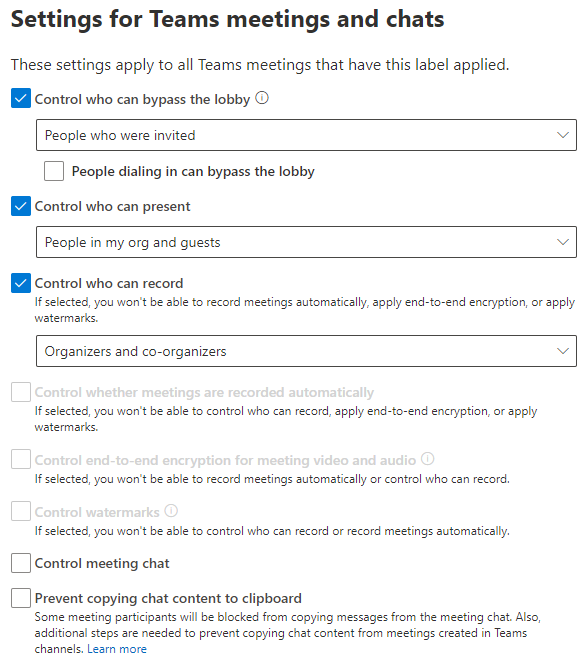 Settings for Teams meetings and chats
These settings apply to all Teams meetings that have this label applied.
Control who can bypass the lobby
People who were invited
People dialing in can bypass the lobby
Control who can present
People in my org and guests
Control who can record
If selected, you won't be able to record meetings automatically, apply end-to-end encryption, or apply
watermarks.
Organizers and co-organizers
Control whether meetings are recorded automatically
If selected, you won't be able to control who can record, apply end-to-end encryption, or apply
watermarks.
Control end-to-end encryption for meeting video and audio
If selected, you won't be able to record meetings automatically or control who can record.
Control watermarks
If selected, you won't be able to control who can record or record meetings automatically.
Control meeting chat
Prevent copying chat content to clipboard
Some meeting participants will be blocked from copying messages from the meeting chat. Also,
additional steps are needed to prevent copying chat content from meetings created in Teams
channels. Learn more